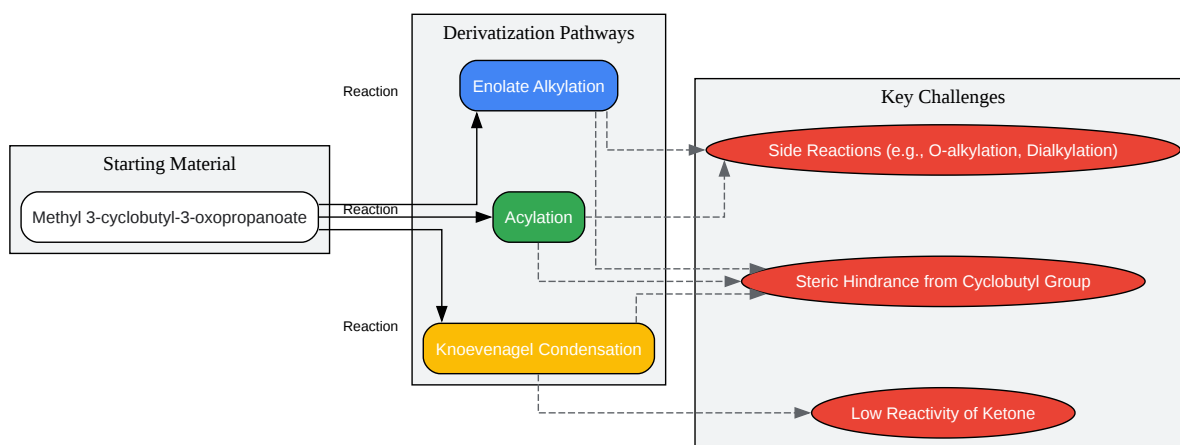 Derivatization Pathways
Reaction
Enolate Alkylation
Key Challenges
Side Reactions (e.g., O-alkylation, Dialkylation)
Starting Material
Methyl 3-cyclobutyl-3-oxopropanoate
Reaction
Acylation
Steric Hindrance from Cyclobutyl Group
Reaction
Knoevenagel Condensation
Low Reactivity of Ketone